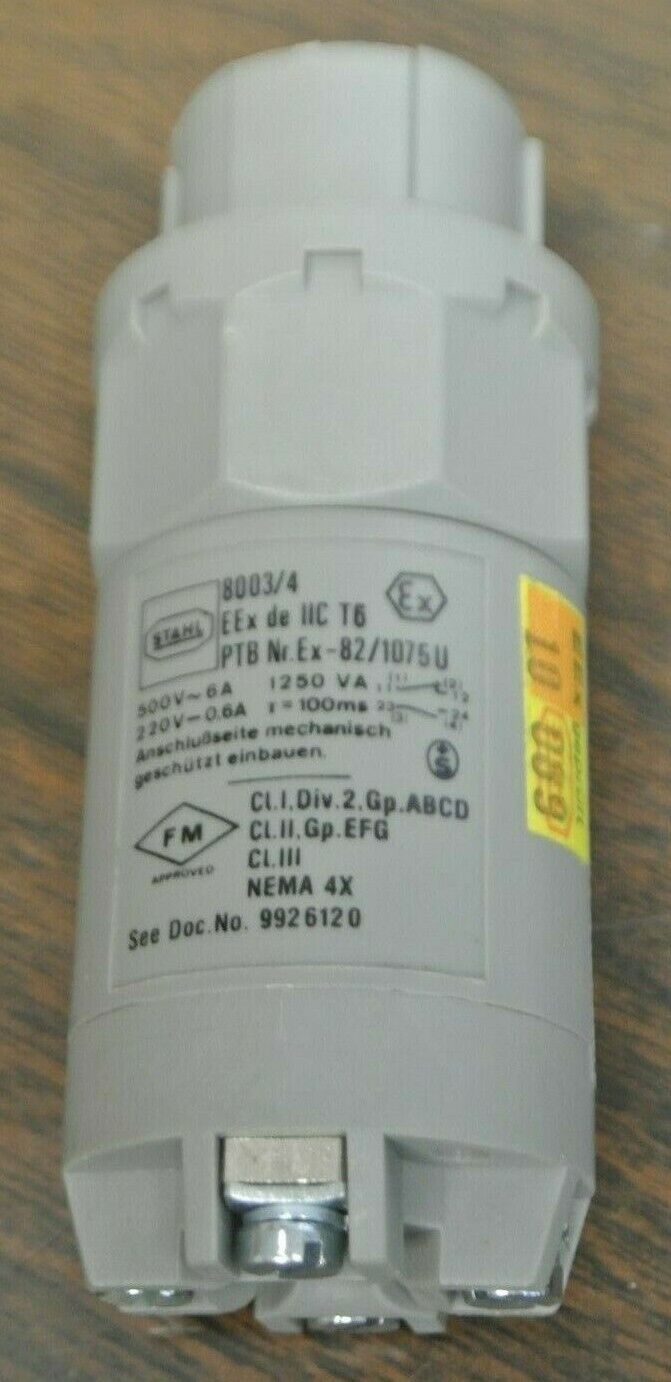 STAHL
8003/4
EEx de IIC T6
PTB Nr. Ex-82/1075 U
Ex
500V~6A 1250 VA
220V-0.6A T=100ms
Anschlußseite mechanisch
geschützt einbauen.
S
FM
APPROVED
Cl.I,Div.2,Gp.ABCD
Cl.II,Gp.EFG
Cl.III
NEMA 4X
See Doc.No. 9926120
10